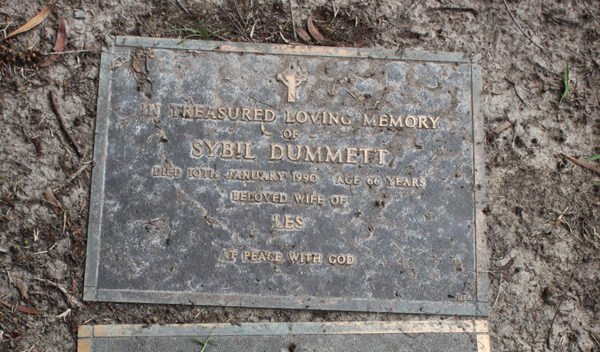 IN TREASURED LOVING MEMORY
OF
SYBIL DUMMETT
DIED 10TH JANUARY 1990 AGE 66 YEARS
BELOVED WIFE OF
LES
AT PEACE WITH GOD